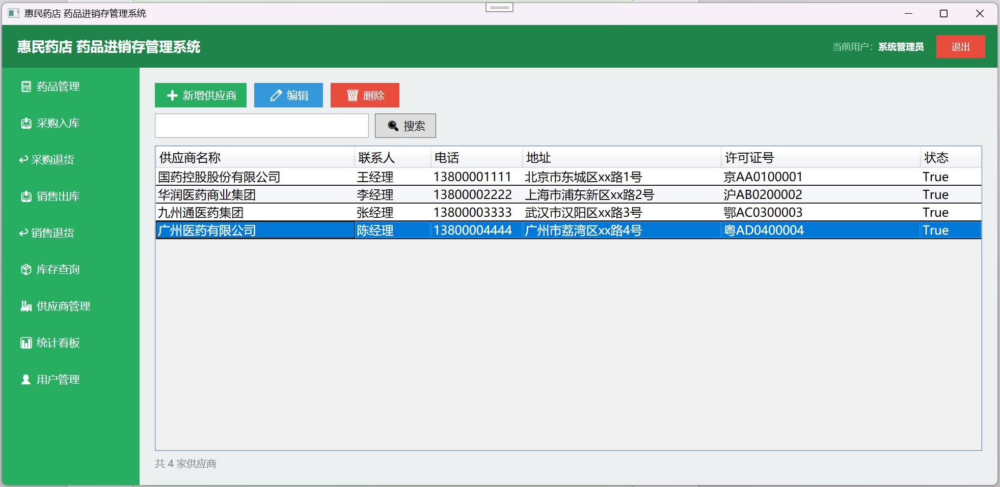 惠民药店 药品进销存管理系统
惠民药店 药品进销存管理系统
当前用户：系统管理员 退出
药品管理
采购入库
采购退货
销售出库
销售退货
库存查询
供应商管理
统计看板
用户管理
新增供应商 编辑 删除
搜索
供应商名称 联系人 电话 地址 许可证号 状态
国药控股股份有限公司 王经理 13800001111 北京市东城区xx路1号 京AA0100001 True
华润医药商业集团 李经理 13800002222 上海市浦东新区xx路2号 沪AB0200002 True
九州通医药集团 张经理 13800003333 武汉市汉阳区xx路3号 鄂AC0300003 True
广州医药有限公司 陈经理 13800004444 广州市荔湾区xx路4号 粤AD0400004 True
共 4 家供应商